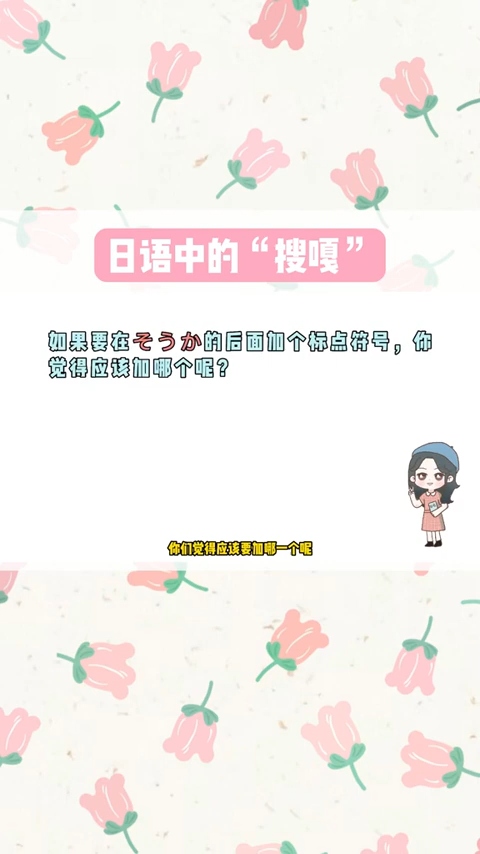 日语中的“搜嘎”
如果要在そうか的后面加个标点符号，你
觉得应该加哪个呢？
你们觉得应该要加哪一个呢